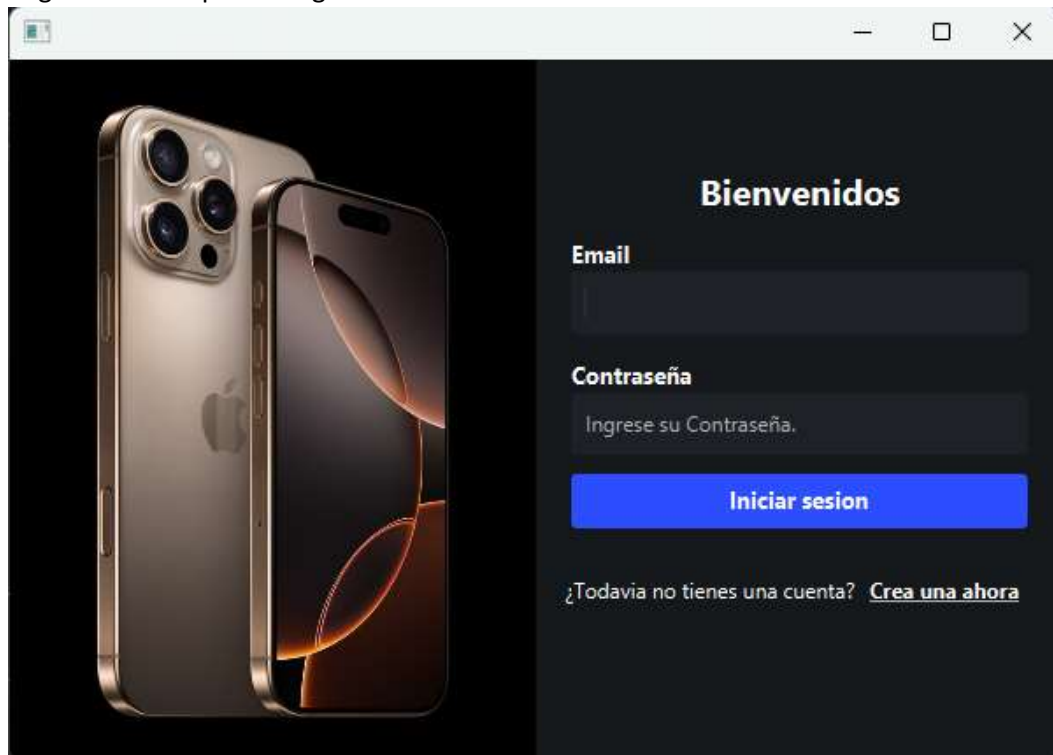 Bienvenidos
Email
Contraseña
Ingrese su Contraseña.
Iniciar sesion
¿Todavia no tienes una cuenta? Crea una ahora